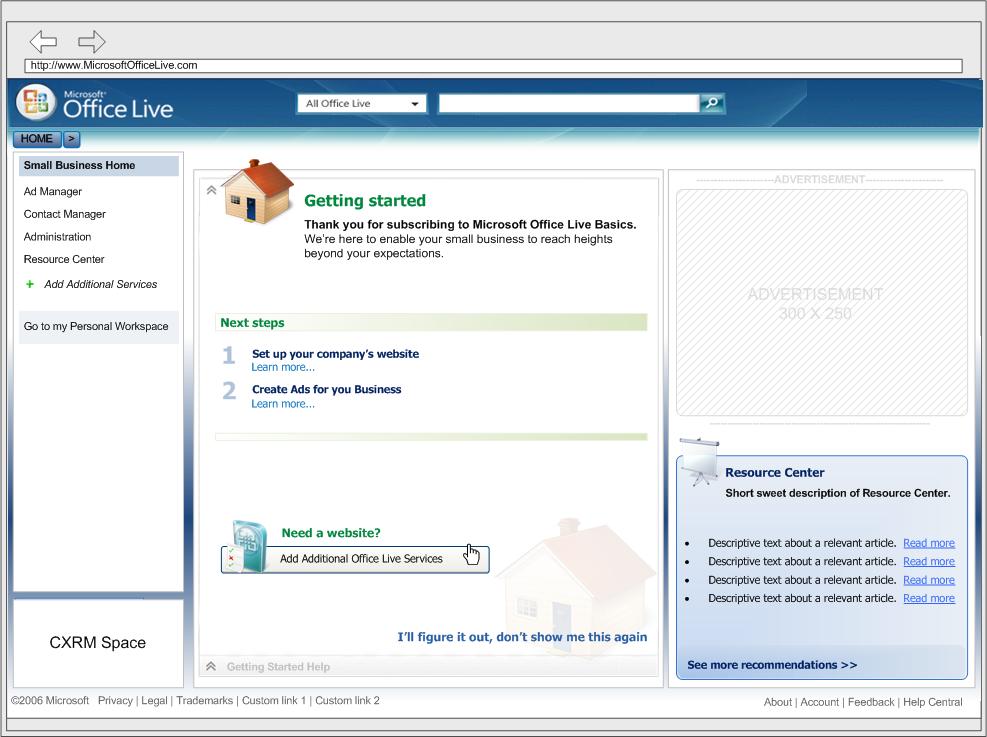 http://www.MicrosoftOfficeLive.com
Microsoft®
Office Live
All Office Live
HOME >
Small Business Home
Ad Manager
Contact Manager
Administration
Resource Center
+ Add Additional Services
Go to my Personal Workspace
CXRM Space
Getting started
Thank you for subscribing to Microsoft Office Live Basics.
We're here to enable your small business to reach heights
beyond your expectations.
Next steps
1 Set up your company's website
Learn more...
2 Create Ads for you Business
Learn more...
Need a website?
Add Additional Office Live Services
I'll figure it out, don't show me this again
Getting Started Help
ADVERTISEMENT
ADVERTISEMENT
300 X 250
Resource Center
Short sweet description of Resource Center.
• Descriptive text about a relevant article. Read more
• Descriptive text about a relevant article. Read more
• Descriptive text about a relevant article. Read more
• Descriptive text about a relevant article. Read more
See more recommendations >>
©2006 Microsoft Privacy | Legal | Trademarks | Custom link 1 | Custom link 2
About | Account | Feedback | Help Central